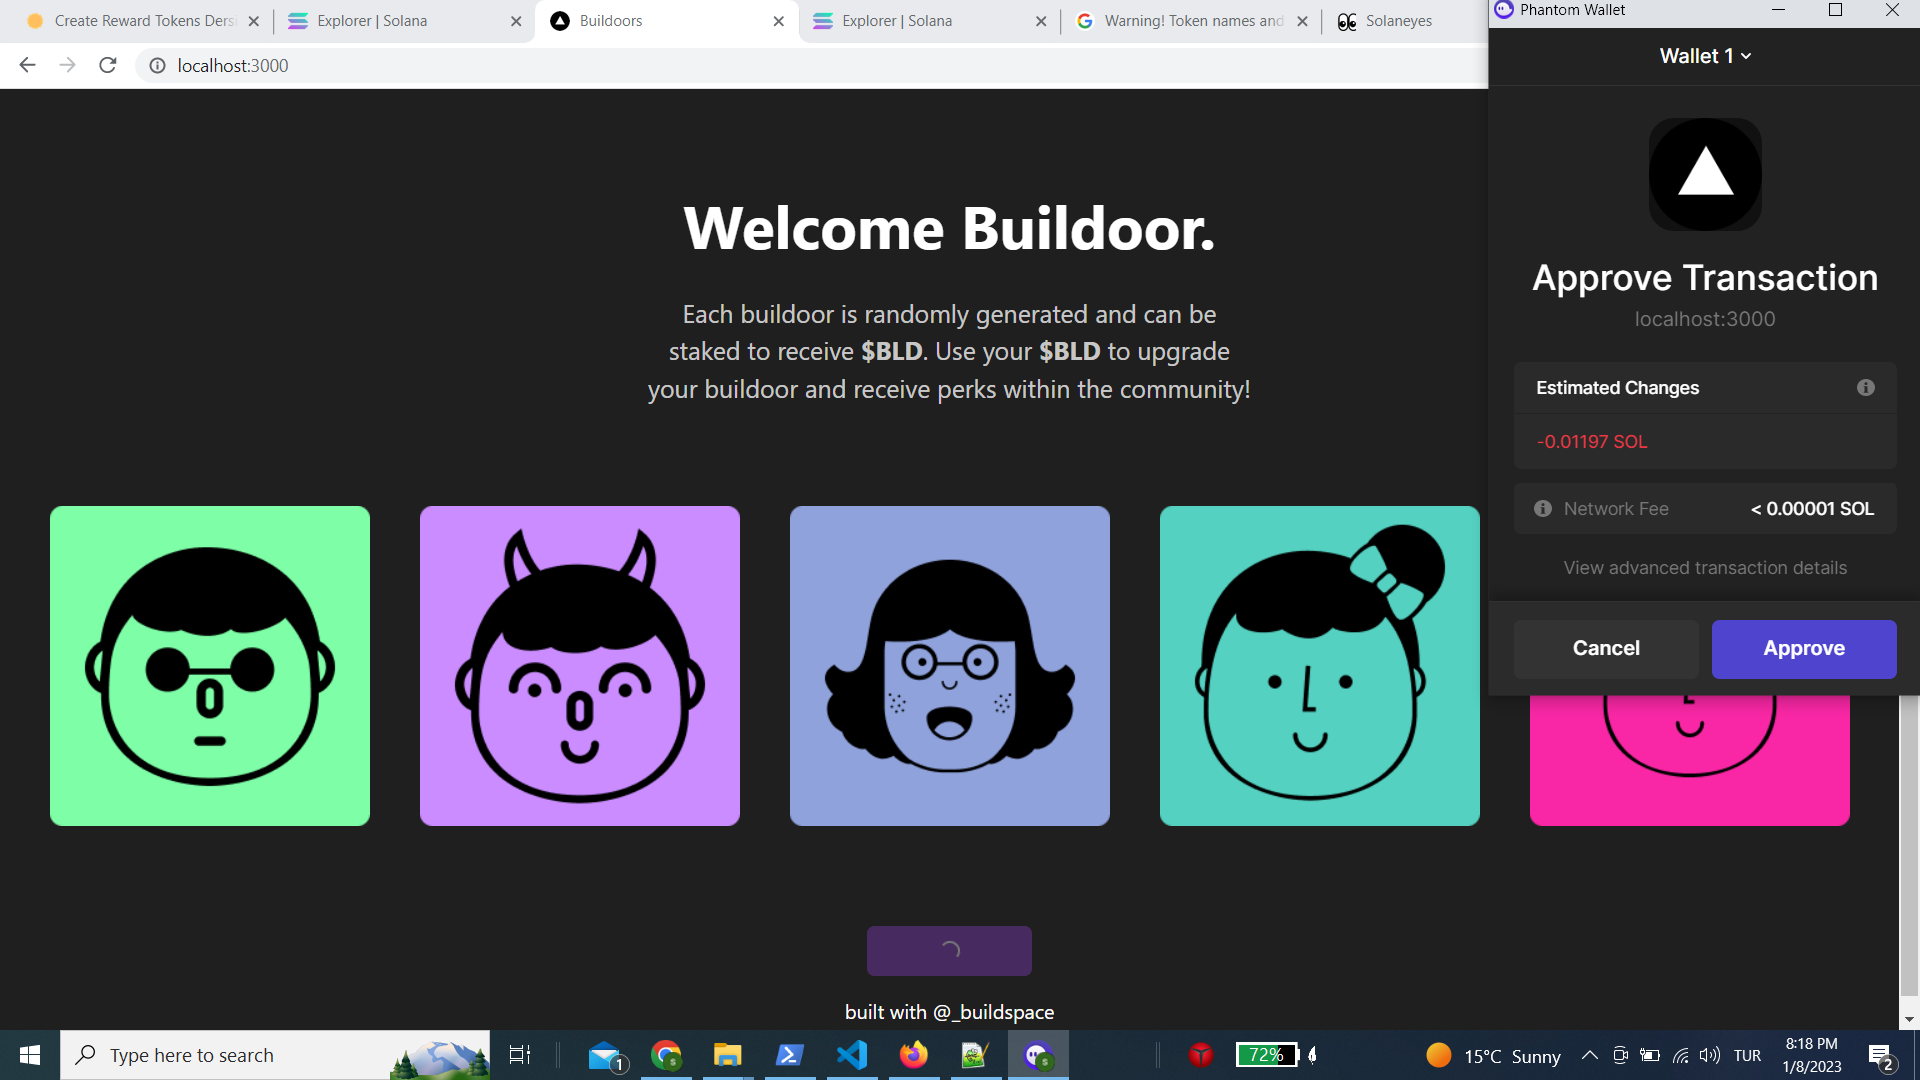 Create Reward Tokens Dersi
Explorer | Solana
Buildoors
Explorer | Solana
Warning! Token names and
Solaneyes
localhost:3000
Phantom Wallet
Wallet 1
Approve Transaction
localhost:3000
Estimated Changes
-0.01197 SOL
Network Fee
< 0.00001 SOL
View advanced transaction details
Cancel
Approve
Welcome Buildoor.
Each buildoor is randomly generated and can be
staked to receive $BLD. Use your $BLD to upgrade
your buildoor and receive perks within the community!
built with @_buildspace
Type here to search
1
72%
15°C Sunny
TUR
8:18 PM
1/8/2023
2